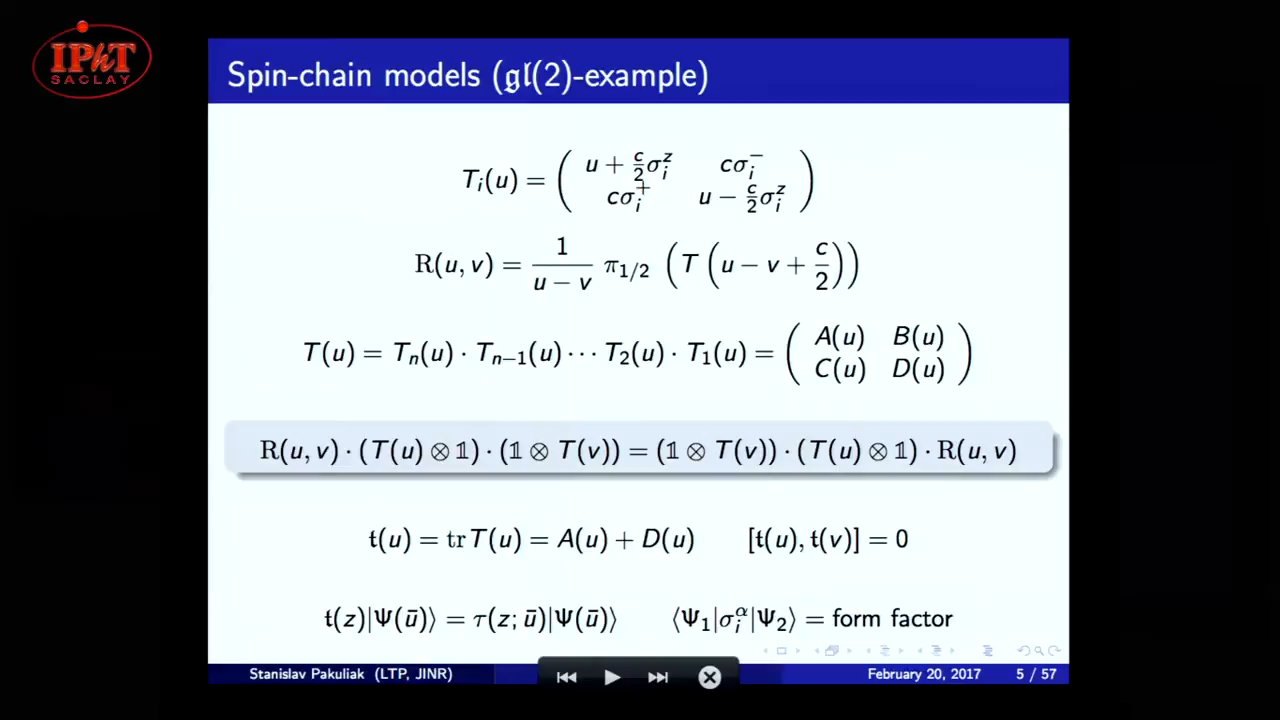 IPhT
SACLAY
Spin-chain models (𝔤𝔩(2)-example)
T_i(u) = ( u + c/2 σ_i^z   cσ_i^- ; cσ_i^+   u − c/2 σ_i^z )
R(u, v) = 1/(u − v) π_{1/2} ( T ( u − v + c/2 ) )
T(u) = T_n(u) · T_{n−1}(u) ··· T_2(u) · T_1(u) = ( A(u)   B(u) ; C(u)   D(u) )
R(u, v) · (T(u) ⊗ 𝟙) · (𝟙 ⊗ T(v)) = (𝟙 ⊗ T(v)) · (T(u) ⊗ 𝟙) · R(u, v)
𝔱(u) = tr T(u) = A(u) + D(u)   [𝔱(u), 𝔱(v)] = 0
𝔱(z)|Ψ(ū)⟩ = τ(z; ū)|Ψ(ū)⟩   ⟨Ψ_1|σ_i^α|Ψ_2⟩ = form factor
Stanislav Pakuliak (LTP, JINR)   February 20, 2017   5 / 57